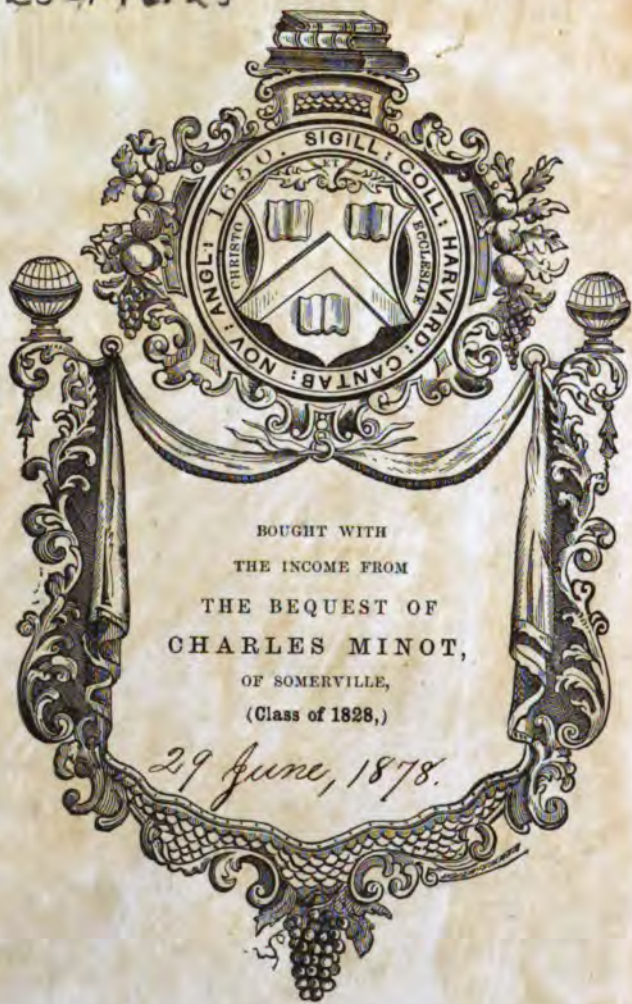 SIGILL: COLL: HARVARD: CANTAB: NOV: ANGL: 1650.
ET
CHRISTO
ECCLESIAE
BOUGHT WITH
THE INCOME FROM
THE BEQUEST OF
CHARLES MINOT,
OF SOMERVILLE,
(Class of 1828,)
29 June, 1878.